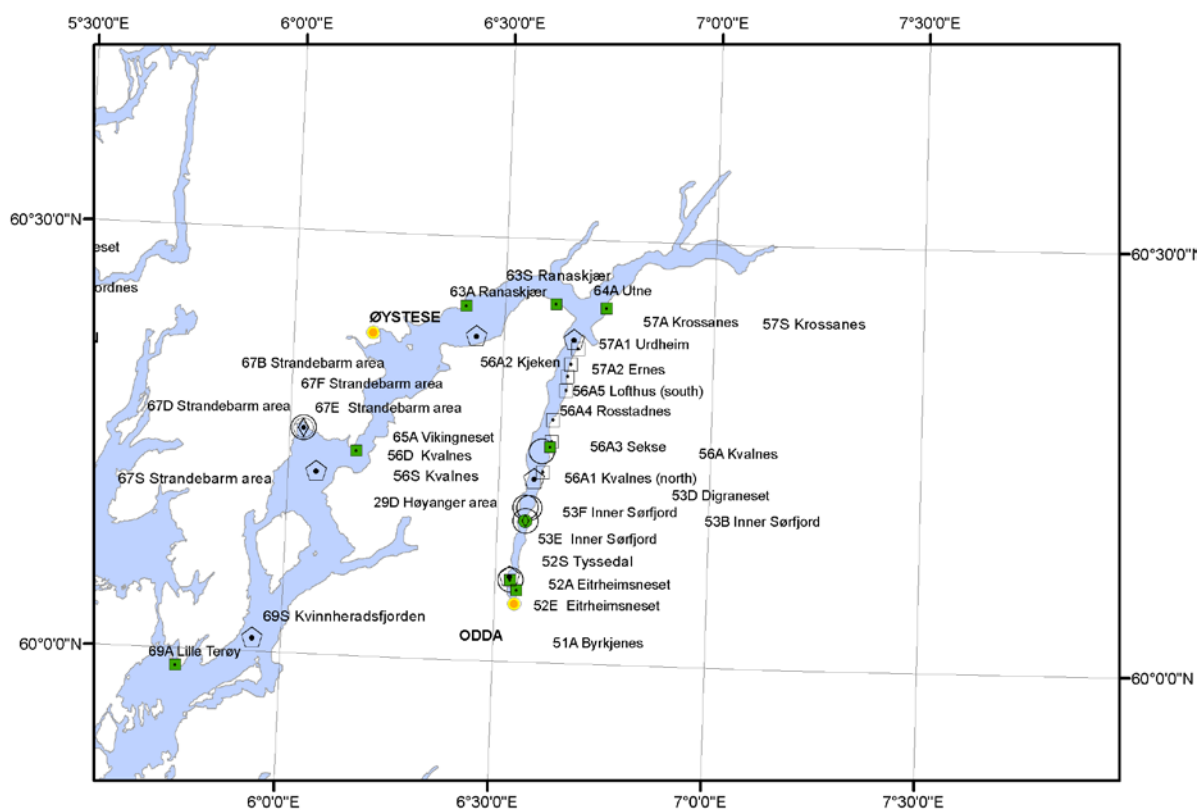 5°30'0"E 6°0'0"E 6°30'0"E 7°0'0"E 7°30'0"E
60°30'0"N
eset
60°30'0"N
63S Ranaskjær
ordnes
63A Ranaskjær
64A Utne
ØYSTESE
57A Krossanes
57S Krossanes
57A1 Urdheim
67B Strandebarm area
56A2 Kjeken
57A2 Ernes
67F Strandebarm area
56A5 Lofthus (south)
67D Strandebarm area
67E Strandebarm area
56A4 Rosstadnes
65A Vikingneset
56A3 Sekse
56D Kvalnes
56A Kvalnes
67S Strandebarm area
56S Kvalnes
56A1 Kvalnes (north)
53D Digraneset
29D Høyanger area
53F Inner Sørfjord
53B Inner Sørfjord
53E Inner Sørfjord
52S Tyssedal
52A Eitrheimsneset
52E Eitrheimsneset
69S Kvinnheradsfjorden
ODDA
51A Byrkjenes
60°0'0"N
69A Lille Terøy
60°0'0"N
6°0'0"E 6°30'0"E 7°0'0"E 7°30'0"E